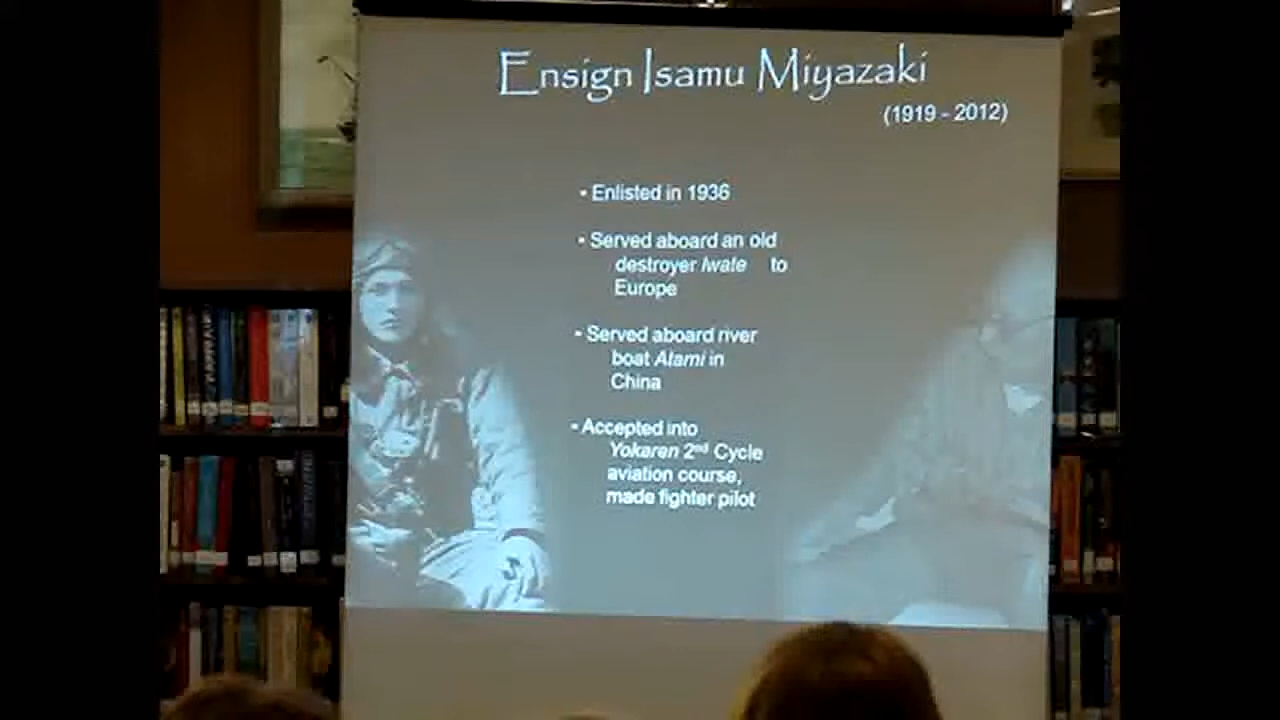 Ensign Isamu Miyazaki
(1919 - 2012)
• Enlisted in 1936
• Served aboard an old
destroyer Iwate to
Europe
• Served aboard river
boat Atami in
China
• Accepted into
Yokaren 2nd Cycle
aviation course,
made fighter pilot